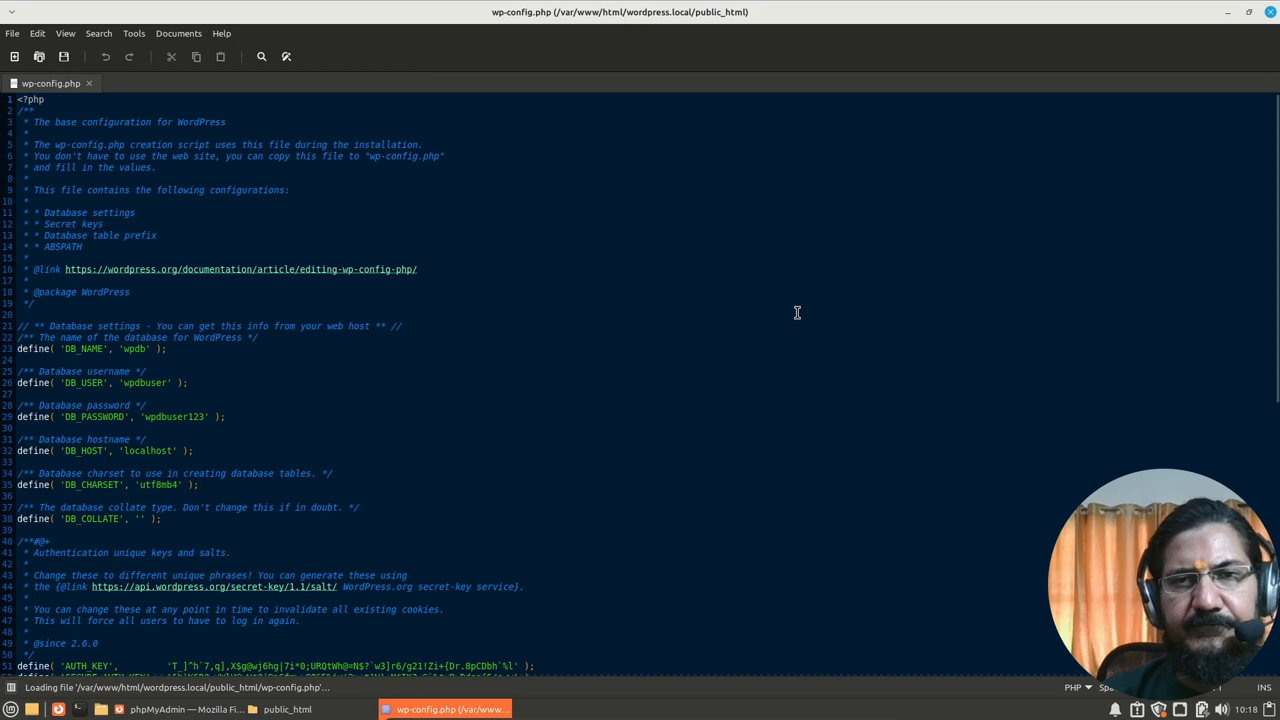 wp-config.php (/var/www/html/wordpress.local/public_html)
File Edit View Search Tools Documents Help
wp-config.php
1 <?php
2 /**
3 * The base configuration for WordPress
4 *
5 * The wp-config.php creation script uses this file during the installation.
6 * You don't have to use the web site, you can copy this file to "wp-config.php"
7 * and fill in the values.
8 *
9 * This file contains the following configurations:
10 *
11 * * Database settings
12 * * Secret keys
13 * * Database table prefix
14 * * ABSPATH
15 *
16 * @link https://wordpress.org/documentation/article/editing-wp-config-php/
17 *
18 * @package WordPress
19 */
20
21 // ** Database settings - You can get this info from your web host ** //
22 /** The name of the database for WordPress */
23 define( 'DB_NAME', 'wpdb' );
24
25 /** Database username */
26 define( 'DB_USER', 'wpdbuser' );
27
28 /** Database password */
29 define( 'DB_PASSWORD', 'wpdbuser123' );
30
31 /** Database hostname */
32 define( 'DB_HOST', 'localhost' );
33
34 /** Database charset to use in creating database tables. */
35 define( 'DB_CHARSET', 'utf8mb4' );
36
37 /** The database collate type. Don't change this if in doubt. */
38 define( 'DB_COLLATE', '' );
39
40 /**#@+
41 * Authentication unique keys and salts.
42 *
43 * Change these to different unique phrases! You can generate these using
44 * the {@link https://api.wordpress.org/secret-key/1.1/salt/ WordPress.org secret-key service}.
45 *
46 * You can change these at any point in time to invalidate all existing cookies.
47 * This will force all users to have to log in again.
48 *
49 * @since 2.6.0
50 */
51 define( 'AUTH_KEY',
Loading file '/var/www/html/wordpress.local/public_html/wp-config.php'...
PHP
INS
phpMyAdmin — Mozilla Fi... public_html wp-config.php (/var/www... 10:18